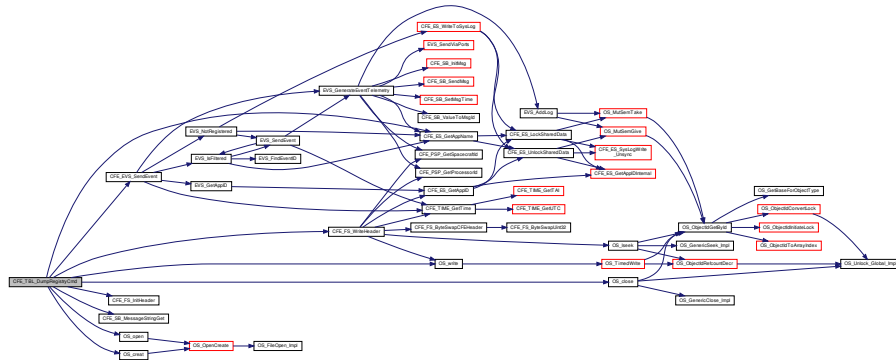 CFE_ES_WriteToSysLog
EVS_SendViaPorts
CFE_SB_InitMsg
CFE_SB_SendMsg
EVS_GenerateEventTelemetry
CFE_SB_SetMsgTime
CFE_SB_ValueToMsgId
EVS_AddLog
OS_MutSemTake
EVS_NotRegistered
EVS_SendEvent
CFE_ES_GetAppName
CFE_ES_LockSharedData
OS_MutSemGive
EVS_IsFiltered
EVS_FindEventID
CFE_PSP_GetSpacecraftId
CFE_ES_UnlockSharedData
CFE_ES_SysLogWrite
_Unsync
CFE_EVS_SendEvent
CFE_PSP_GetProcessorId
CFE_ES_GetAppIDInternal
EVS_GetAppID
CFE_ES_GetAppID
CFE_TIME_GetTAI
OS_GetBaseForObjectType
CFE_TIME_GetTime
CFE_TIME_GetUTC
OS_ObjectIdConvertLock
CFE_FS_WriteHeader
CFE_FS_ByteSwapCFEHeader
CFE_FS_ByteSwapUint32
OS_ObjectIdGetById
OS_ObjectIdInitiateLock
OS_lseek
OS_GenericSeek_Impl
OS_ObjectIdToArrayIndex
OS_write
OS_TimedWrite
OS_ObjectIdRefcountDecr
OS_Unlock_Global_Impl
CFE_TBL_DumpRegistryCmd
OS_close
CFE_FS_InitHeader
OS_GenericClose_Impl
CFE_SB_MessageStringGet
OS_open
OS_OpenCreate
OS_FileOpen_Impl
OS_creat